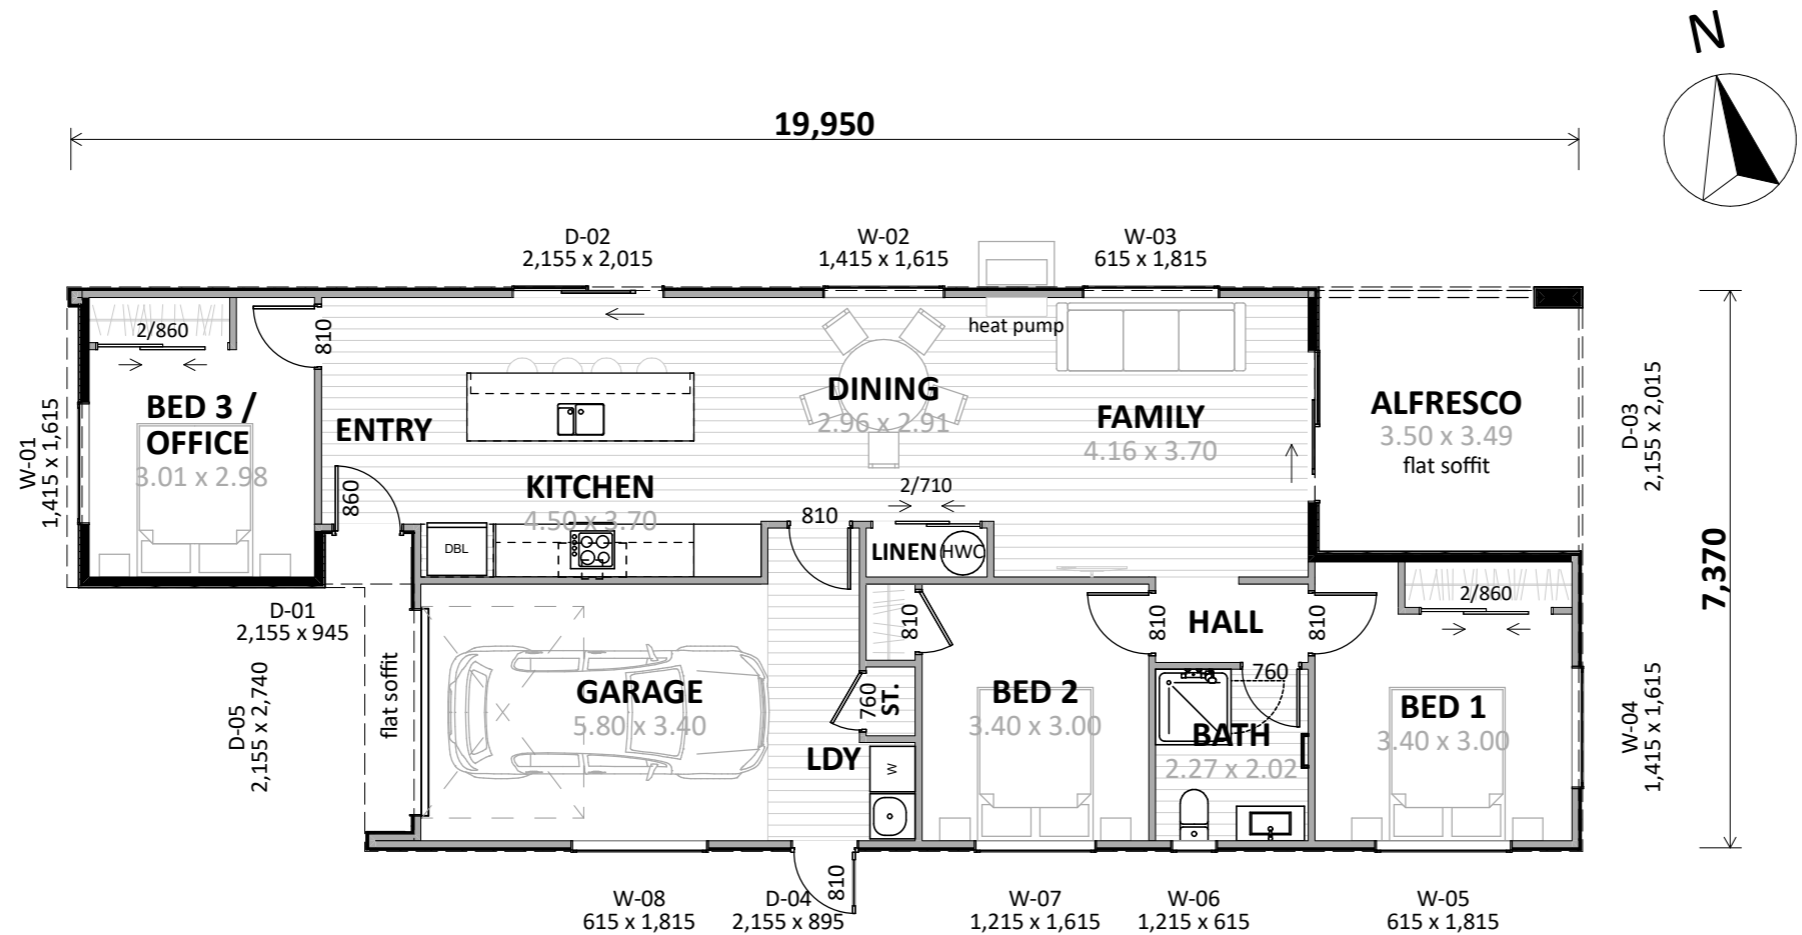 N
19,950
D-02
2,155 x 2,015
W-02
1,415 x 1,615
W-03
615 x 1,815
2/860
810
heat pump
BED 3 /
OFFICE
3.01 x 2.98
W-01
1,415 x 1,615
ENTRY
860
KITCHEN
4.50 x 3.70
DBL
DINING
2.96 x 2.91
FAMILY
4.16 x 3.70
ALFRESCO
3.50 x 3.49
flat soffit
D-03
2,155 x 2,015
7,370
2/710
810
LINEN
HWC
D-01
2,155 x 945
D-05
2,155 x 2,740
flat soffit
GARAGE
5.80 x 3.40
810
760
ST.
LDY
W
BED 2
3.40 x 3.00
810
HALL
810
760
BATH
2.27 x 2.02
2/860
BED 1
3.40 x 3.00
W-04
1,415 x 1,615
W-08
615 x 1,815
D-04
2,155 x 895
810
W-07
1,215 x 1,615
W-06
1,215 x 615
W-05
615 x 1,815